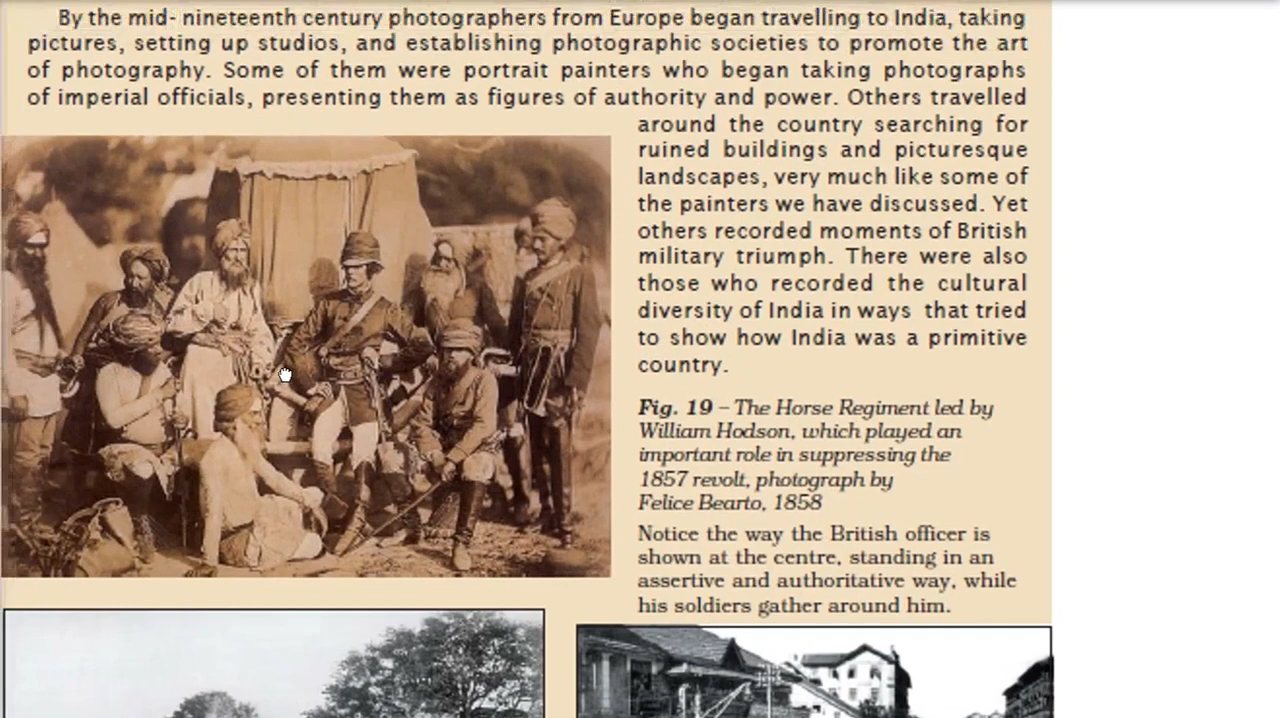 By the mid- nineteenth century photographers from Europe began travelling to India, taking
pictures, setting up studios, and establishing photographic societies to promote the art
of photography. Some of them were portrait painters who began taking photographs
of imperial officials, presenting them as figures of authority and power. Others travelled
around the country searching for
ruined buildings and picturesque
landscapes, very much like some of
the painters we have discussed. Yet
others recorded moments of British
military triumph. There were also
those who recorded the cultural
diversity of India in ways that tried
to show how India was a primitive
country.
Fig. 19 – The Horse Regiment led by
William Hodson, which played an
important role in suppressing the
1857 revolt, photograph by
Felice Bearto, 1858
Notice the way the British officer is
shown at the centre, standing in an
assertive and authoritative way, while
his soldiers gather around him.